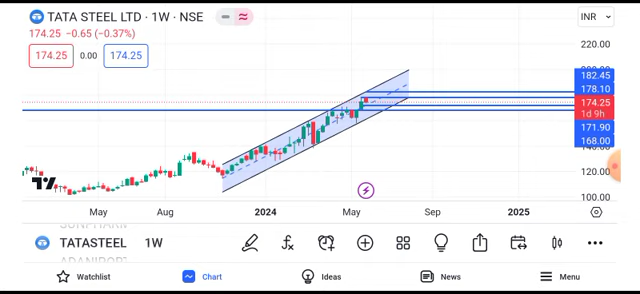 TATA STEEL LTD · 1W · NSE
INR
174.25 −0.65 (−0.37%)
174.25 0.00 174.25
220.00
182.45
178.10
174.25
1d 9h
171.90
168.00
120.00
100.00
May Aug 2024 May Sep 2025
TATASTEEL 1W
Watchlist Chart Ideas News Menu